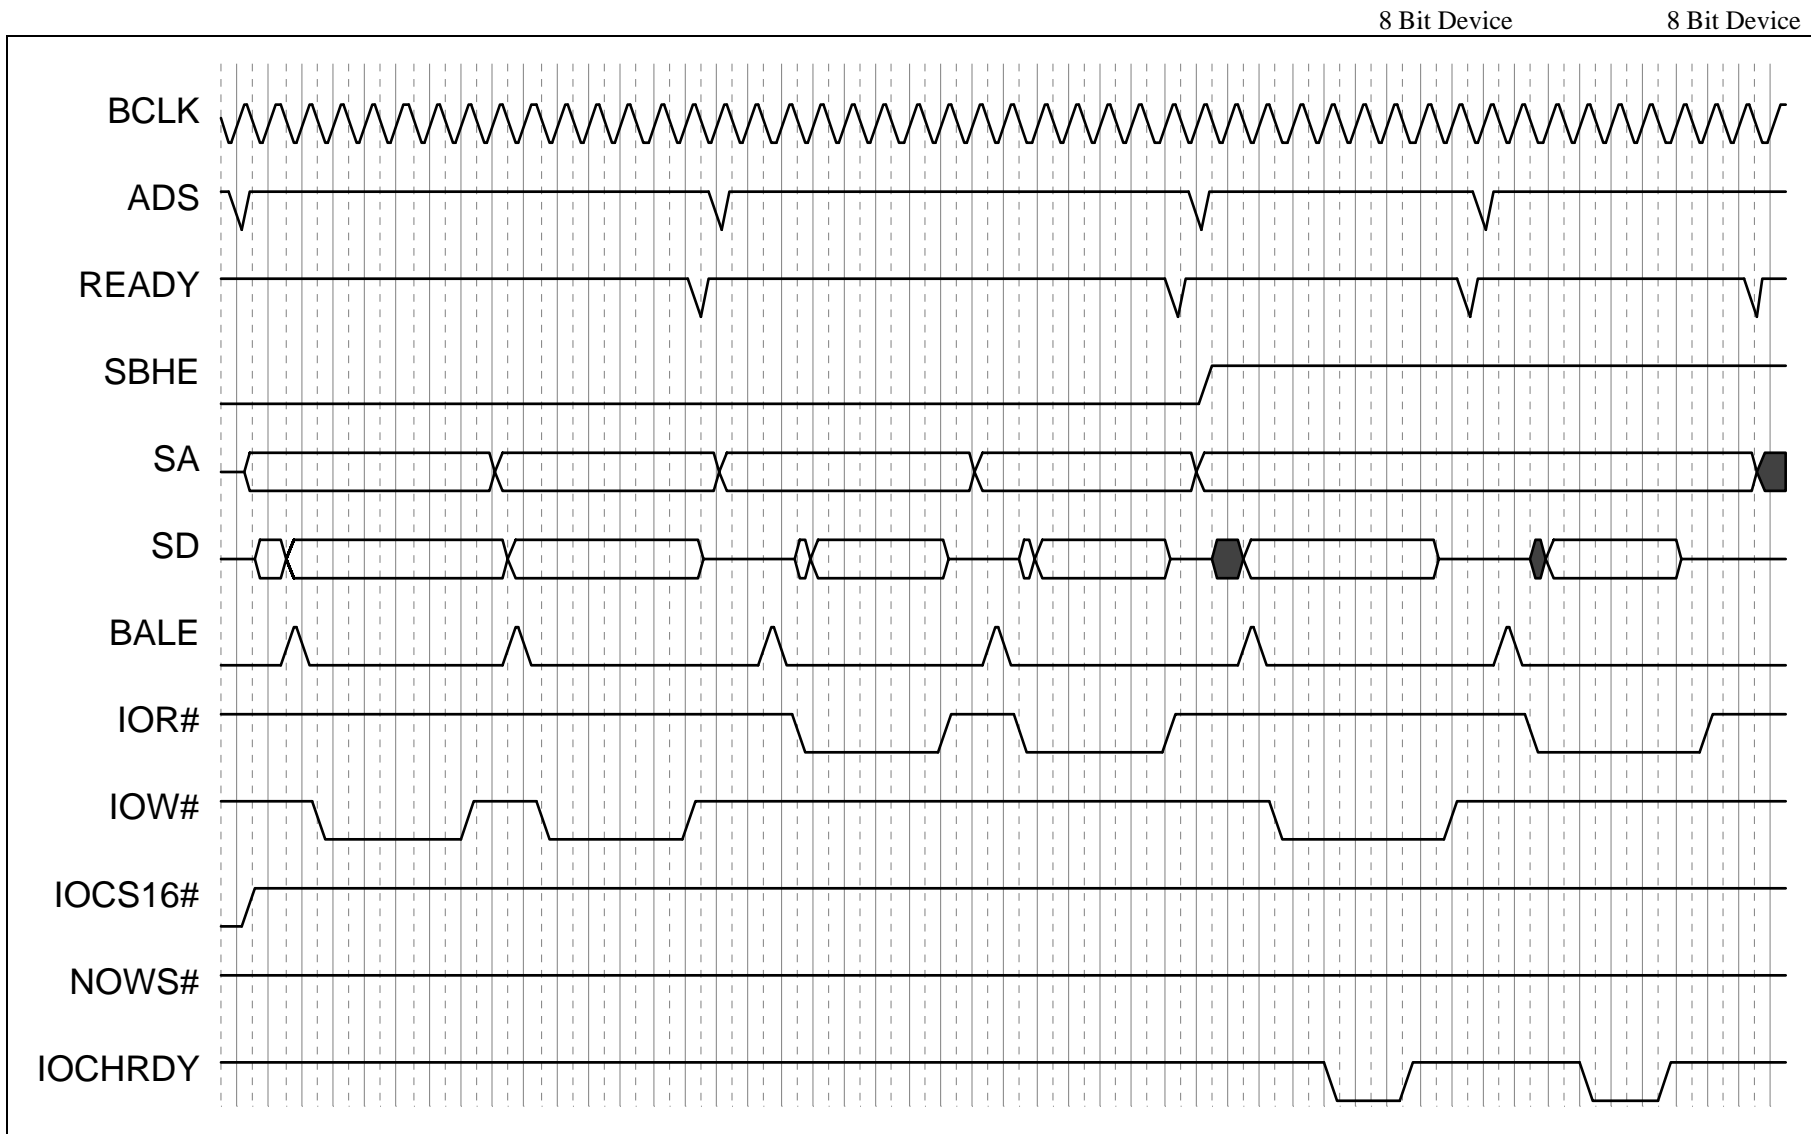 8 Bit Device 8 Bit Device
BCLK
ADS
READY
SBHE
SA
SD
BALE
IOR#
IOW#
IOCS16#
NOWS#
IOCHRDY